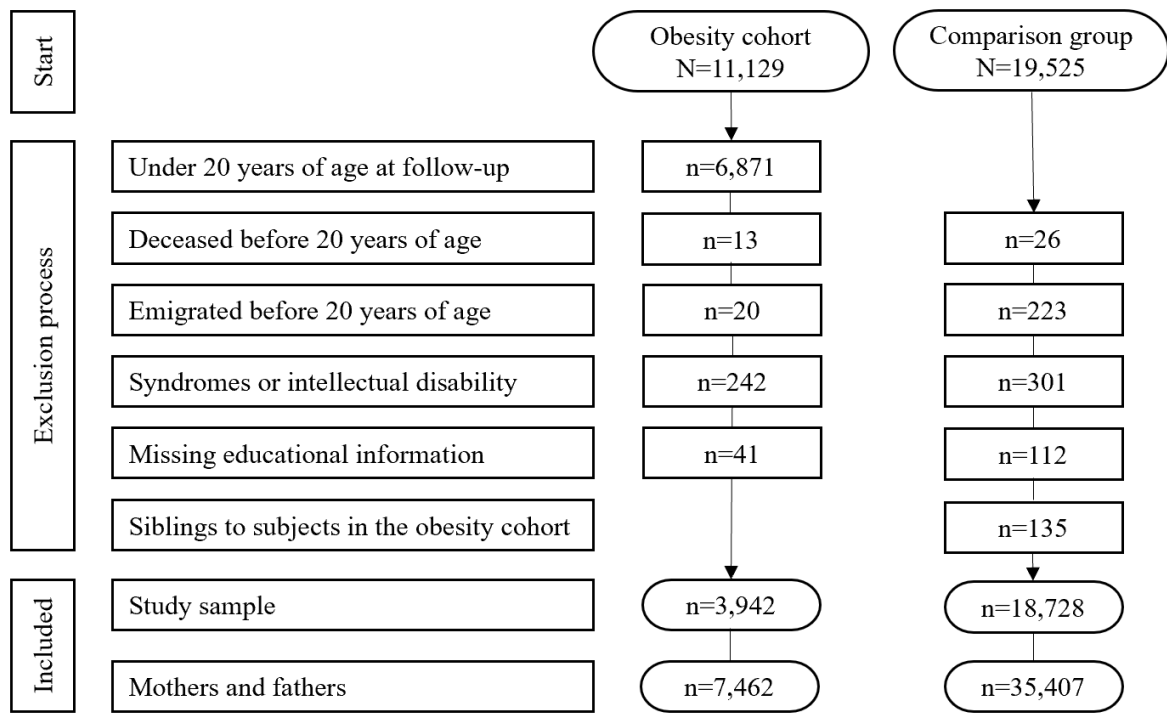 Start
Obesity cohort
N=11,129
Comparison group
N=19,525
Exclusion process
Under 20 years of age at follow-up
n=6,871
Deceased before 20 years of age
n=13
n=26
Emigrated before 20 years of age
n=20
n=223
Syndromes or intellectual disability
n=242
n=301
Missing educational information
n=41
n=112
Siblings to subjects in the obesity cohort
n=135
Included
Study sample
n=3,942
n=18,728
Mothers and fathers
n=7,462
n=35,407